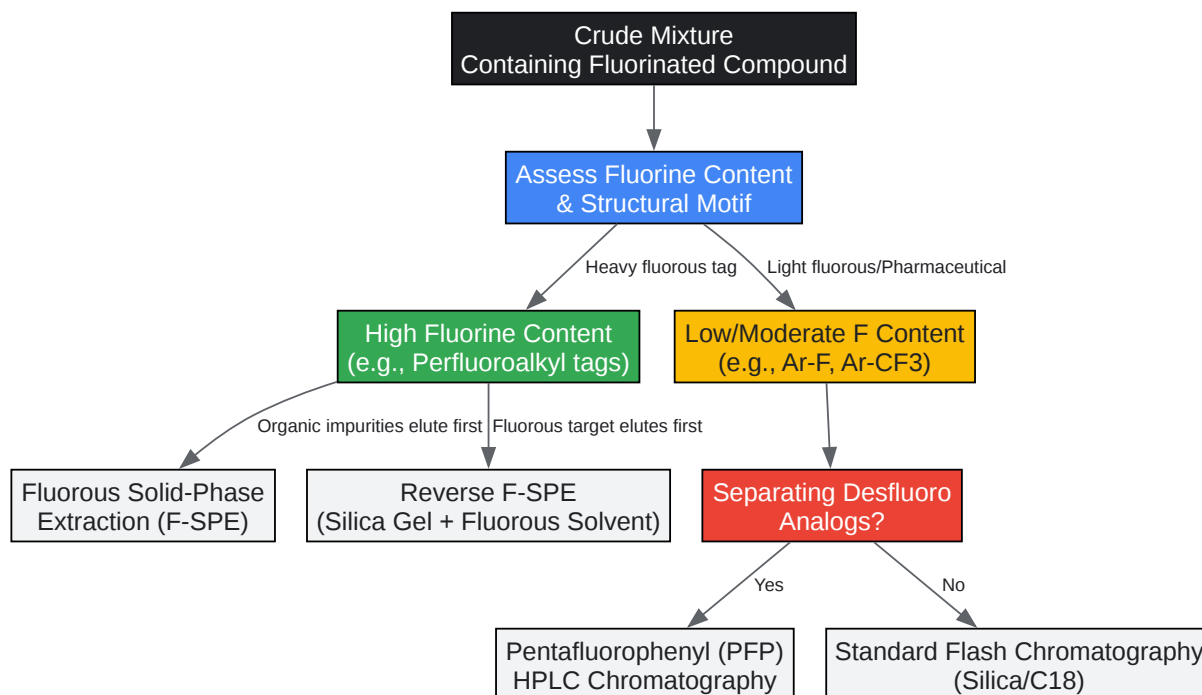 Crude Mixture
Containing Fluorinated Compound
Assess Fluorine Content
& Structural Motif
Heavy fluorous tag
Light fluorous/Pharmaceutical
High Fluorine Content
(e.g., Perfluoroalkyl tags)
Low/Moderate F Content
(e.g., Ar-F, Ar-CF3)
Organic impurities elute first
Fluorous target elutes first
Fluorous Solid-Phase
Extraction (F-SPE)
Reverse F-SPE
(Silica Gel + Fluorous Solvent)
Separating Desfluoro
Analogs?
Yes
No
Pentafluorophenyl (PFP)
HPLC Chromatography
Standard Flash Chromatography
(Silica/C18)